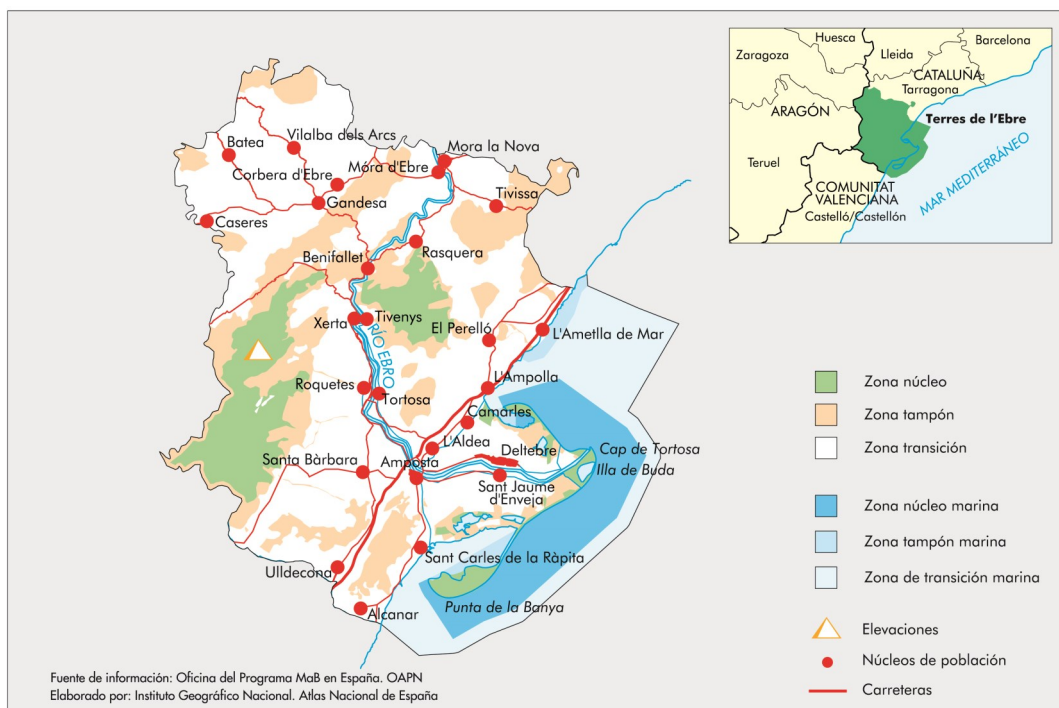 Batea
Vilalba dels Arcs
Corbera d'Ebre
Móra d'Ebre
Mora la Nova
Gandesa
Tivissa
Caseres
Benifallet
Rasquera
Xerta
Tivenys
RÍO EBRO
El Perelló
L'Ametlla de Mar
Roquetes
Tortosa
L'Ampolla
Camarles
L'Aldea
Deltebre
Cap de Tortosa
Illa de Buda
Santa Bàrbara
Amposta
Sant Jaume
d'Enveja
Sant Carles de la Ràpita
Ulldecona
Alcanar
Punta de la Banya
Huesca
Zaragoza
Lleida
Barcelona
CATALUÑA
Tarragona
ARAGÓN
Terres de l'Ebre
Teruel
COMUNITAT
VALENCIANA
Castelló/Castellón
MAR MEDITERRÁNEO
Zona núcleo
Zona tampón
Zona transición
Zona núcleo marina
Zona tampón marina
Zona de transición marina
Elevaciones
Núcleos de población
Carreteras
Fuente de información: Oficina del Programa MaB en España. OAPN
Elaborado por: Instituto Geográfico Nacional. Atlas Nacional de España